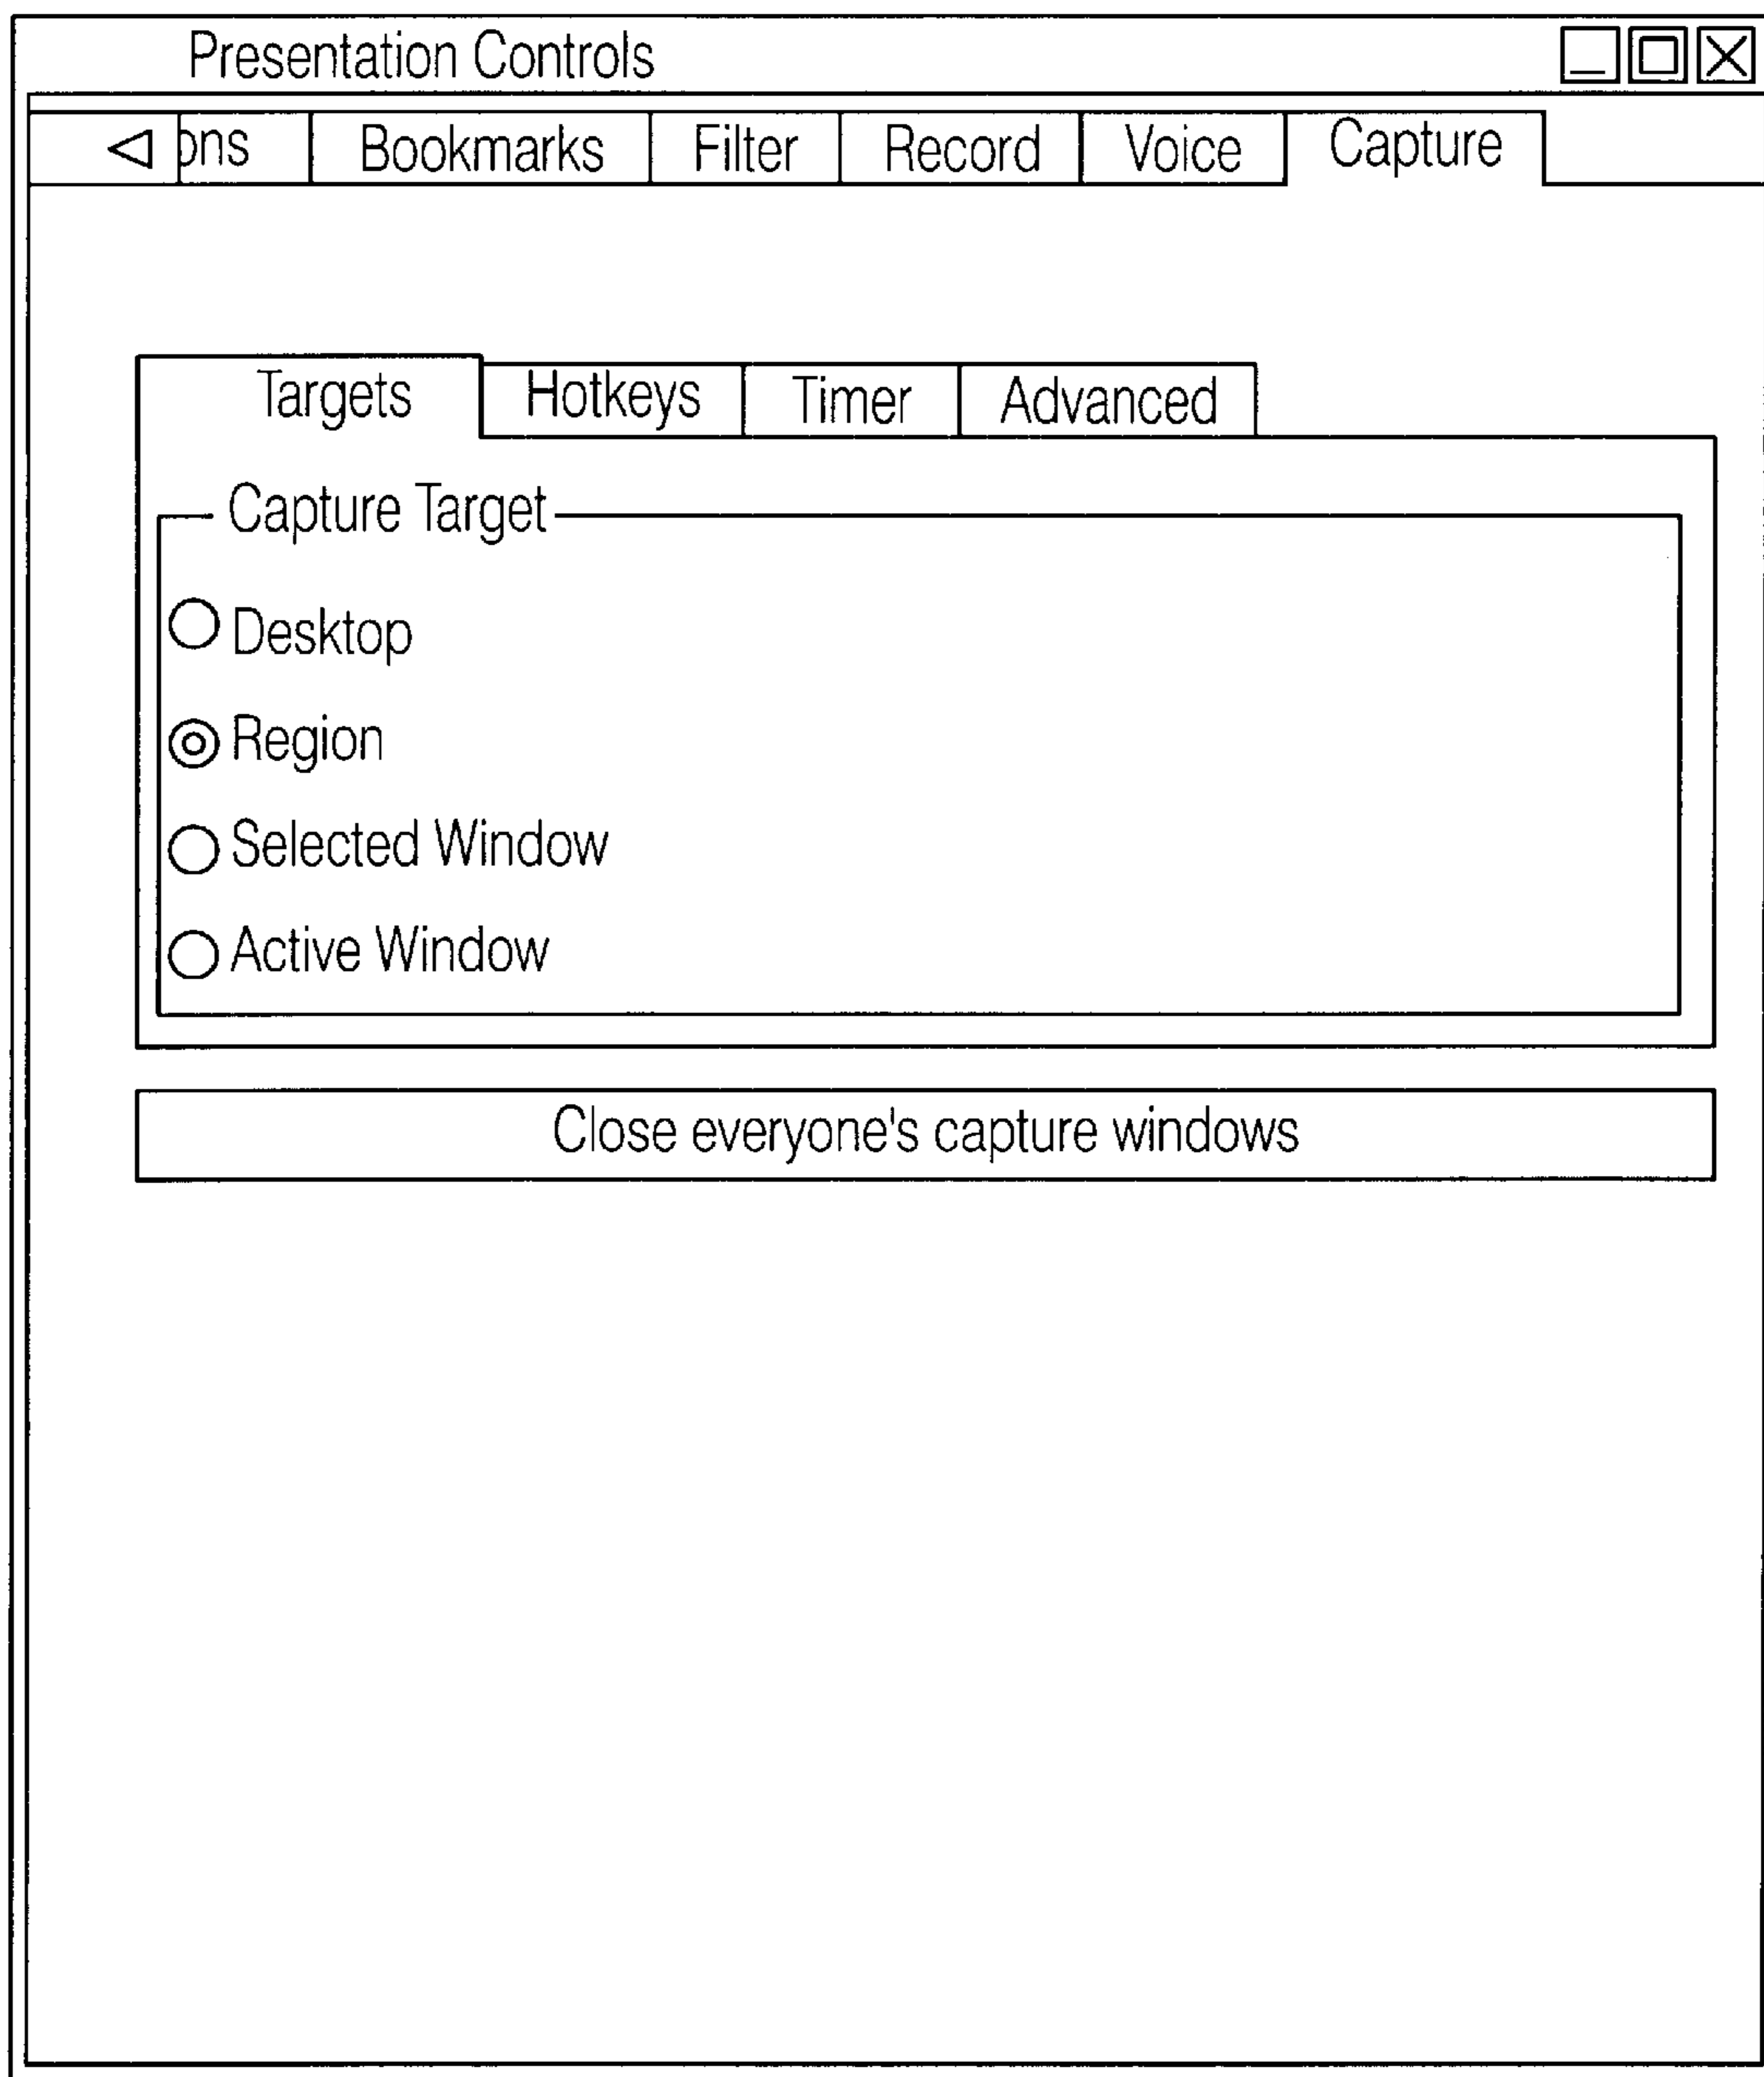 Presentation Controls
ons Bookmarks Filter Record Voice Capture
Targets Hotkeys Timer Advanced
Capture Target
Desktop
Region
Selected Window
Active Window
Close everyone's capture windows